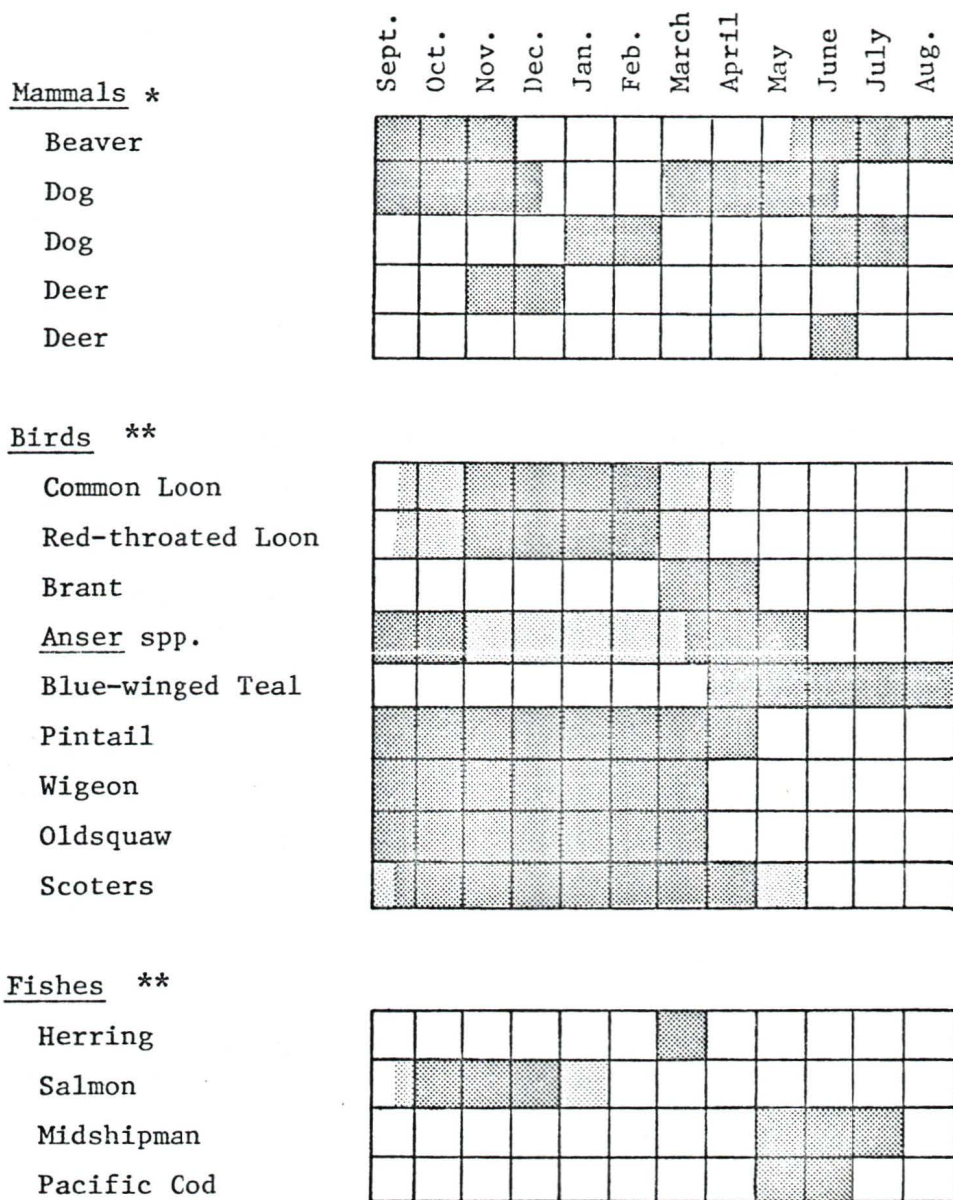 Sept. Oct. Nov. Dec. Jan. Feb. March April May June July Aug.
Mammals *
Beaver
Dog
Dog
Deer
Deer
Birds **
Common Loon
Red-throated Loon
Brant
Anser spp.
Blue-winged Teal
Pintail
Wigeon
Oldsquaw
Scoters
Fishes **
Herring
Salmon
Midshipman
Pacific Cod